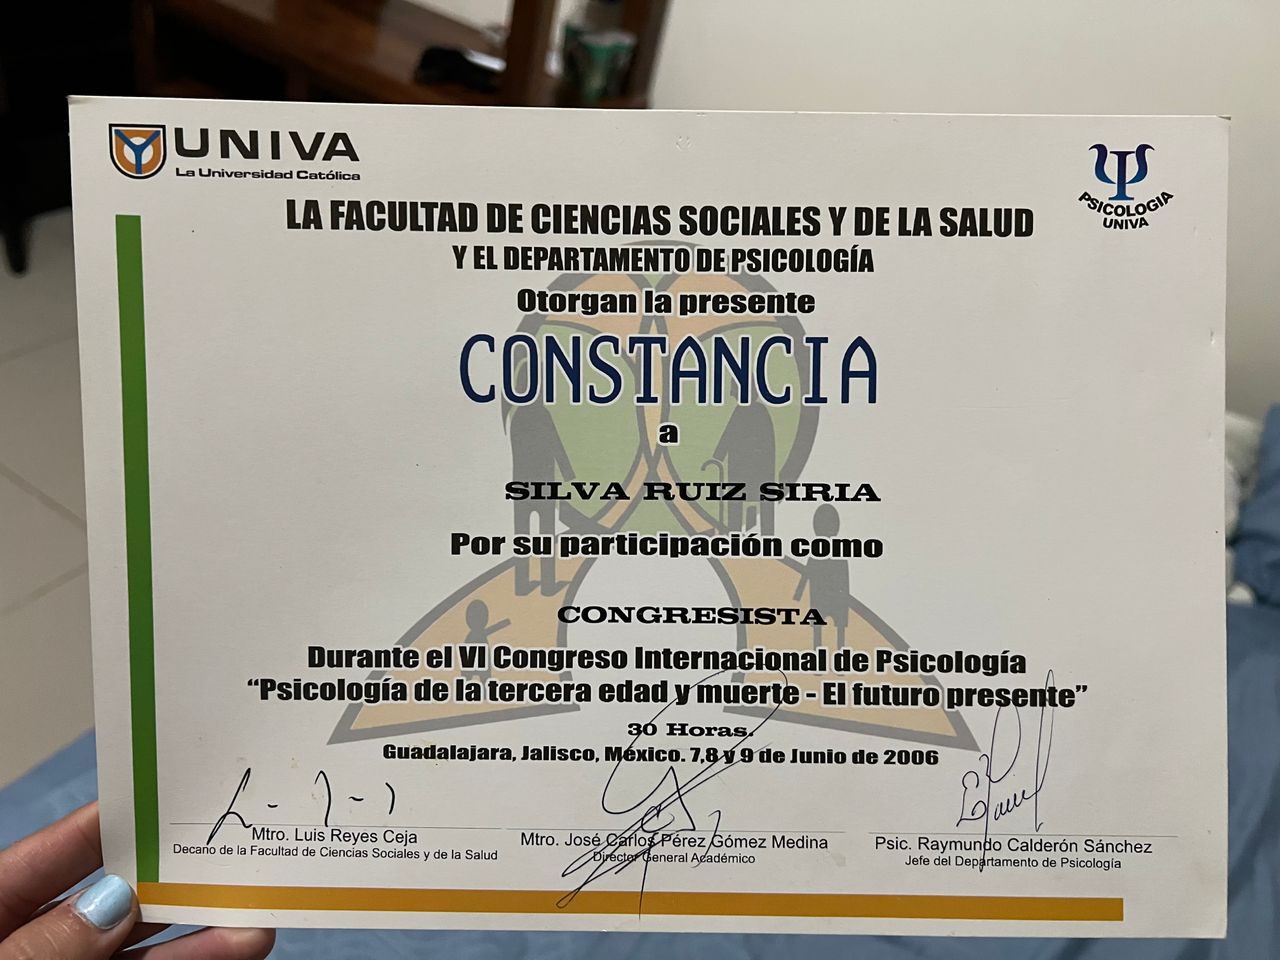 UNIVA
La Universidad Católica
PSICOLOGIA
UNIVA
LA FACULTAD DE CIENCIAS SOCIALES Y DE LA SALUD
Y EL DEPARTAMENTO DE PSICOLOGÍA
Otorgan la presente
CONSTANCIA
a
SILVA RUIZ SIRIA
Por su participación como
CONGRESISTA
Durante el VI Congreso Internacional de Psicología
“Psicología de la tercera edad y muerte - El futuro presente”
30 Horas.
Guadalajara, Jalisco, México. 7,8 y 9 de Junio de 2006
Mtro. Luis Reyes Ceja
Decano de la Facultad de Ciencias Sociales y de la Salud
Mtro. José Carlos Pérez Gómez Medina
Director General Académico
Psic. Raymundo Calderón Sánchez
Jefe del Departamento de Psicología